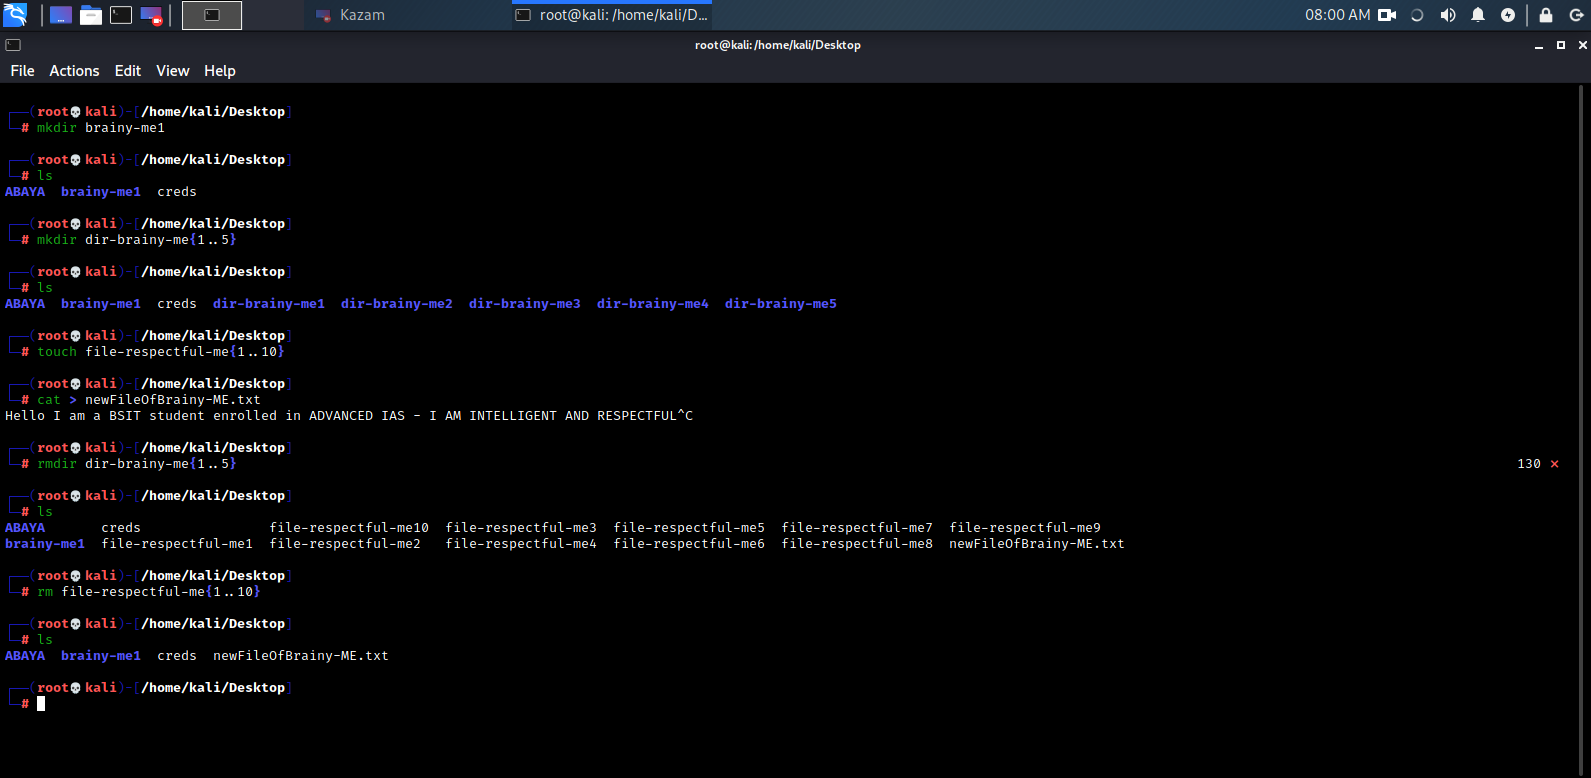 Kazam
root@kali: /home/kali/D...
08:00 AM
root@kali: /home/kali/Desktop
File Actions Edit View Help
┌──(root💀kali)-[/home/kali/Desktop]
└─# mkdir brainy-me1
┌──(root💀kali)-[/home/kali/Desktop]
└─# ls
ABAYA brainy-me1 creds
┌──(root💀kali)-[/home/kali/Desktop]
└─# mkdir dir-brainy-me{1..5}
┌──(root💀kali)-[/home/kali/Desktop]
└─# ls
ABAYA brainy-me1 creds dir-brainy-me1 dir-brainy-me2 dir-brainy-me3 dir-brainy-me4 dir-brainy-me5
┌──(root💀kali)-[/home/kali/Desktop]
└─# touch file-respectful-me{1..10}
┌──(root💀kali)-[/home/kali/Desktop]
└─# cat > newFileOfBrainy-ME.txt
Hello I am a BSIT student enrolled in ADVANCED IAS - I AM INTELLIGENT AND RESPECTFUL^C
┌──(root💀kali)-[/home/kali/Desktop]
└─# rmdir dir-brainy-me{1..5} 130 ⨯
┌──(root💀kali)-[/home/kali/Desktop]
└─# ls
ABAYA creds file-respectful-me10 file-respectful-me3 file-respectful-me5 file-respectful-me7 file-respectful-me9
brainy-me1 file-respectful-me1 file-respectful-me2 file-respectful-me4 file-respectful-me6 file-respectful-me8 newFileOfBrainy-ME.txt
┌──(root💀kali)-[/home/kali/Desktop]
└─# rm file-respectful-me{1..10}
┌──(root💀kali)-[/home/kali/Desktop]
└─# ls
ABAYA brainy-me1 creds newFileOfBrainy-ME.txt
┌──(root💀kali)-[/home/kali/Desktop]
└─#